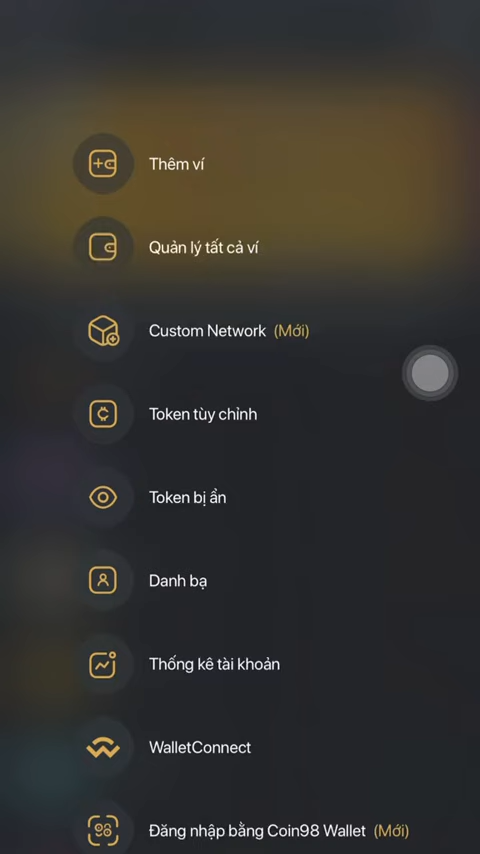 Thêm ví
Quản lý tất cả ví
Custom Network (Mới)
Token tùy chỉnh
Token bị ẩn
Danh bạ
Thống kê tài khoản
WalletConnect
Đăng nhập bằng Coin98 Wallet (Mới)